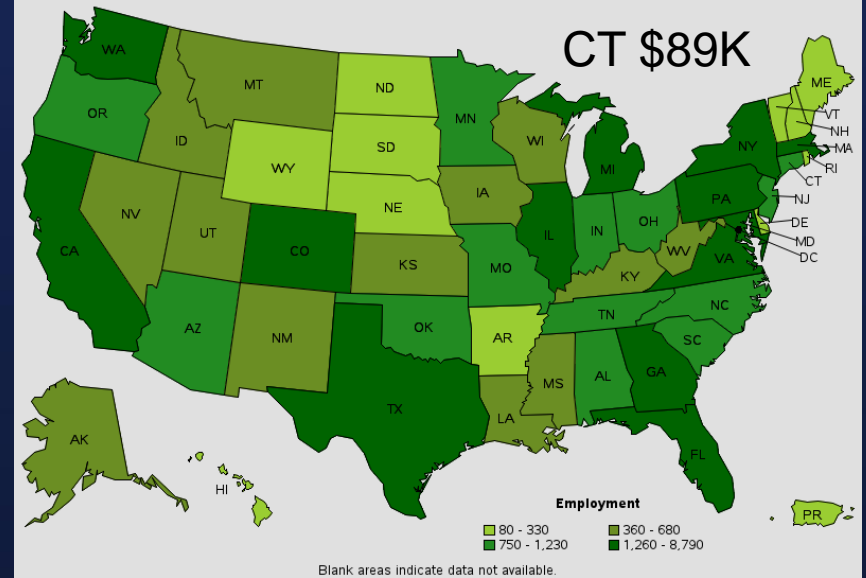 CT $89K
WA
MT
ND
MN
ME
OR
ID
SD
WI
VT
NH
WY
MI
NY
MA
RI
CT
NV
UT
NE
IA
PA
NJ
CA
CO
KS
IL
IN
OH
WV
VA
DE
MD
DC
MO
KY
AZ
NM
OK
AR
TN
NC
SC
MS
AL
GA
TX
LA
AK
FL
HI
PR
Employment
80 - 330
360 - 680
750 - 1,230
1,260 - 8,790
Blank areas indicate data not available.